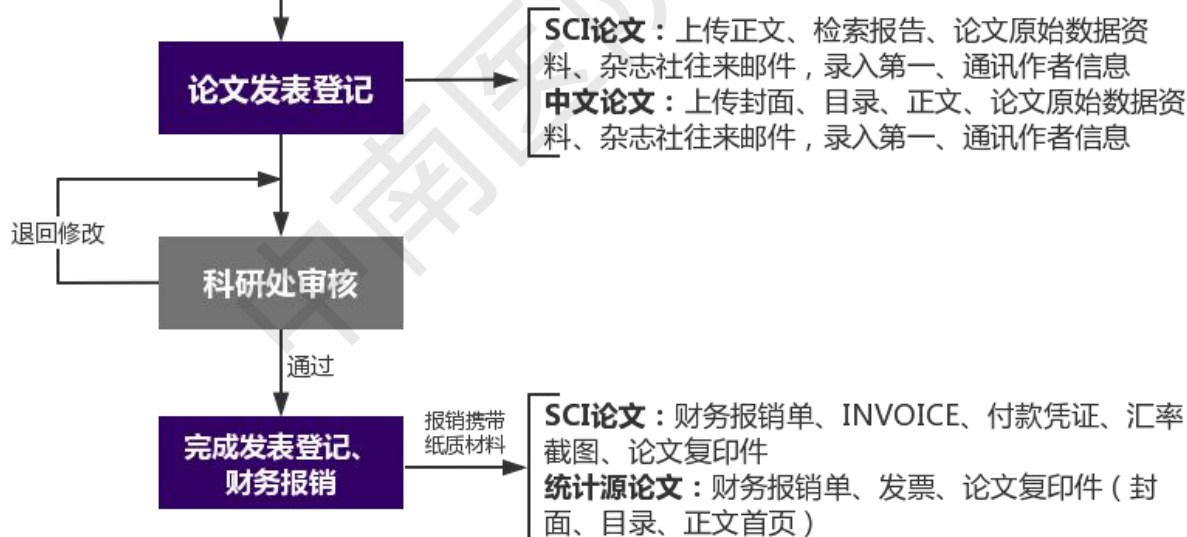 SCI论文：上传正文、检索报告、论文原始数据资
料、杂志社往来邮件，录入第一、通讯作者信息
中文论文：上传封面、目录、正文、论文原始数据资
料、杂志社往来邮件，录入第一、通讯作者信息
论文发表登记
退回修改
科研处审核
通过
完成发表登记、
财务报销
报销携带
纸质材料
SCI论文：财务报销单、INVOICE、付款凭证、汇率
截图、论文复印件
统计源论文：财务报销单、发票、论文复印件（封
面、目录、正文首页）
中南医院